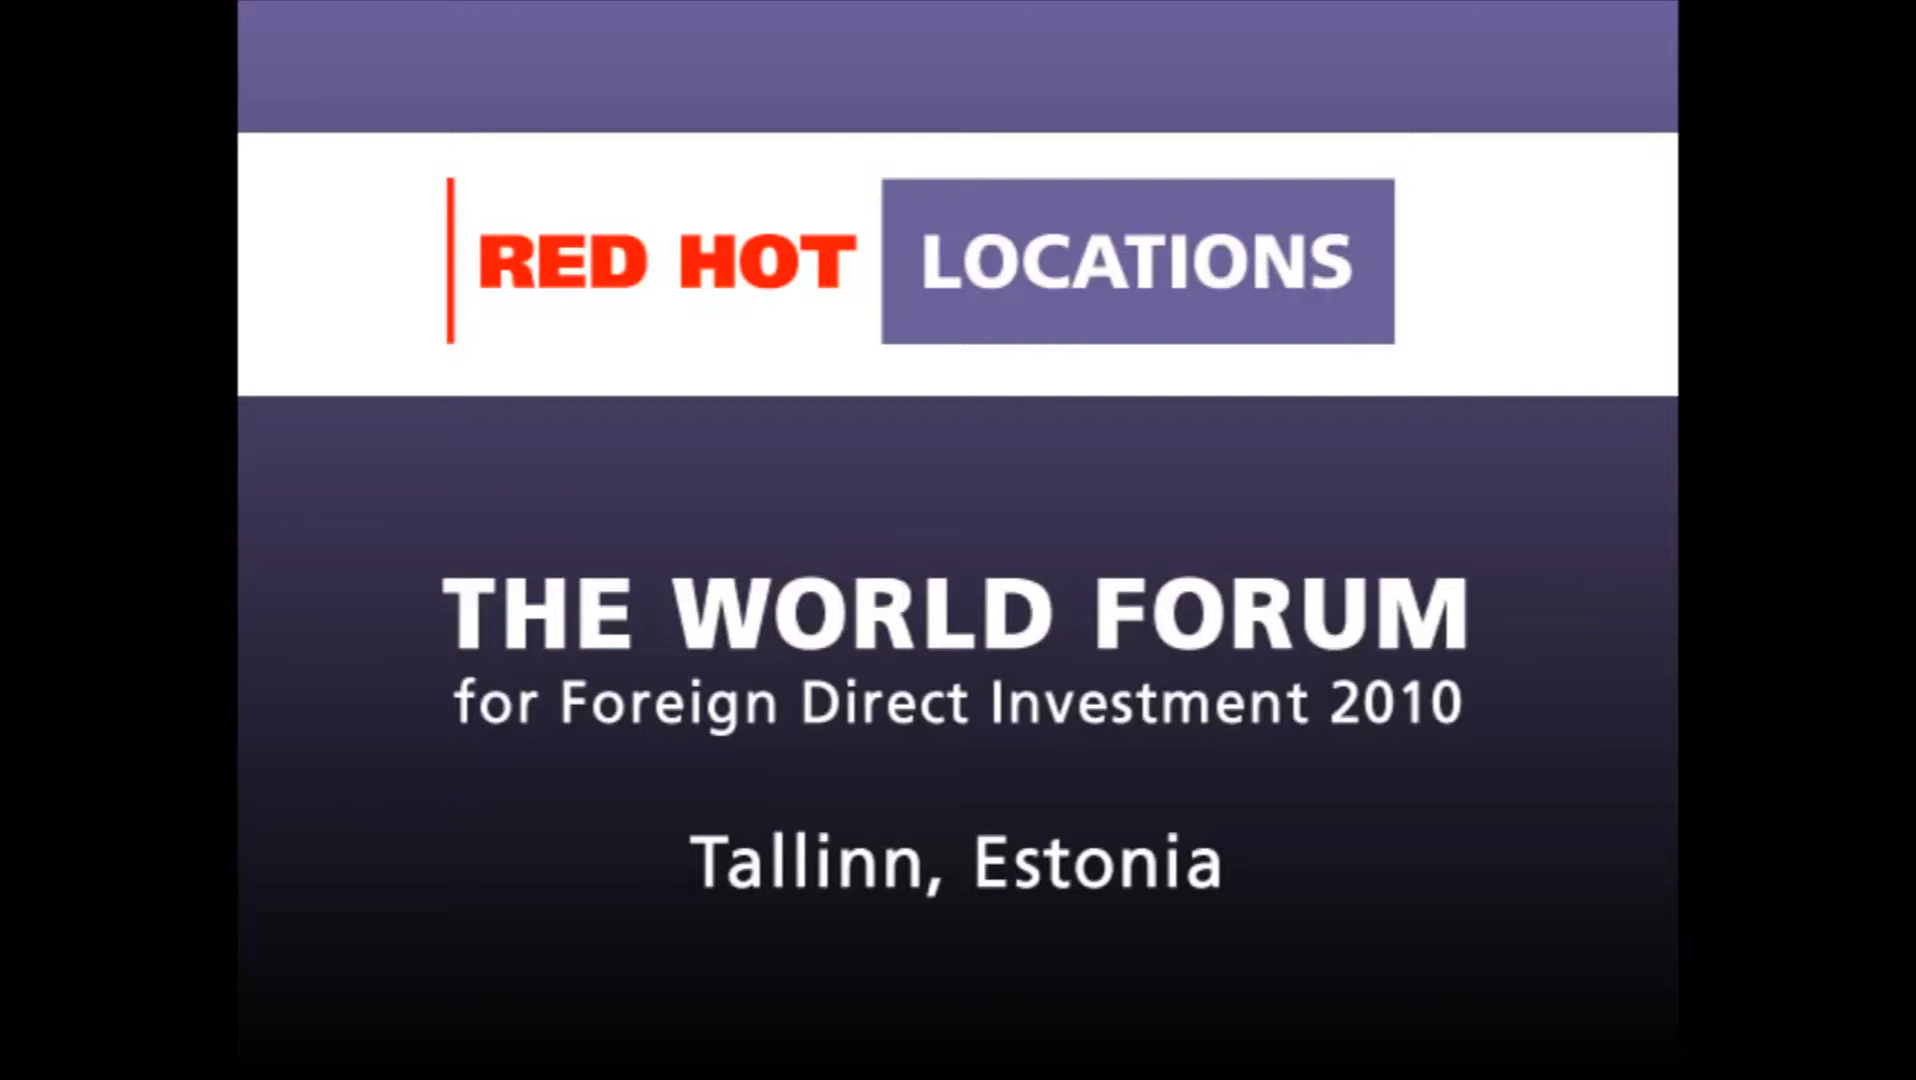 RED HOT LOCATIONS
THE WORLD FORUM
for Foreign Direct Investment 2010
Tallinn, Estonia